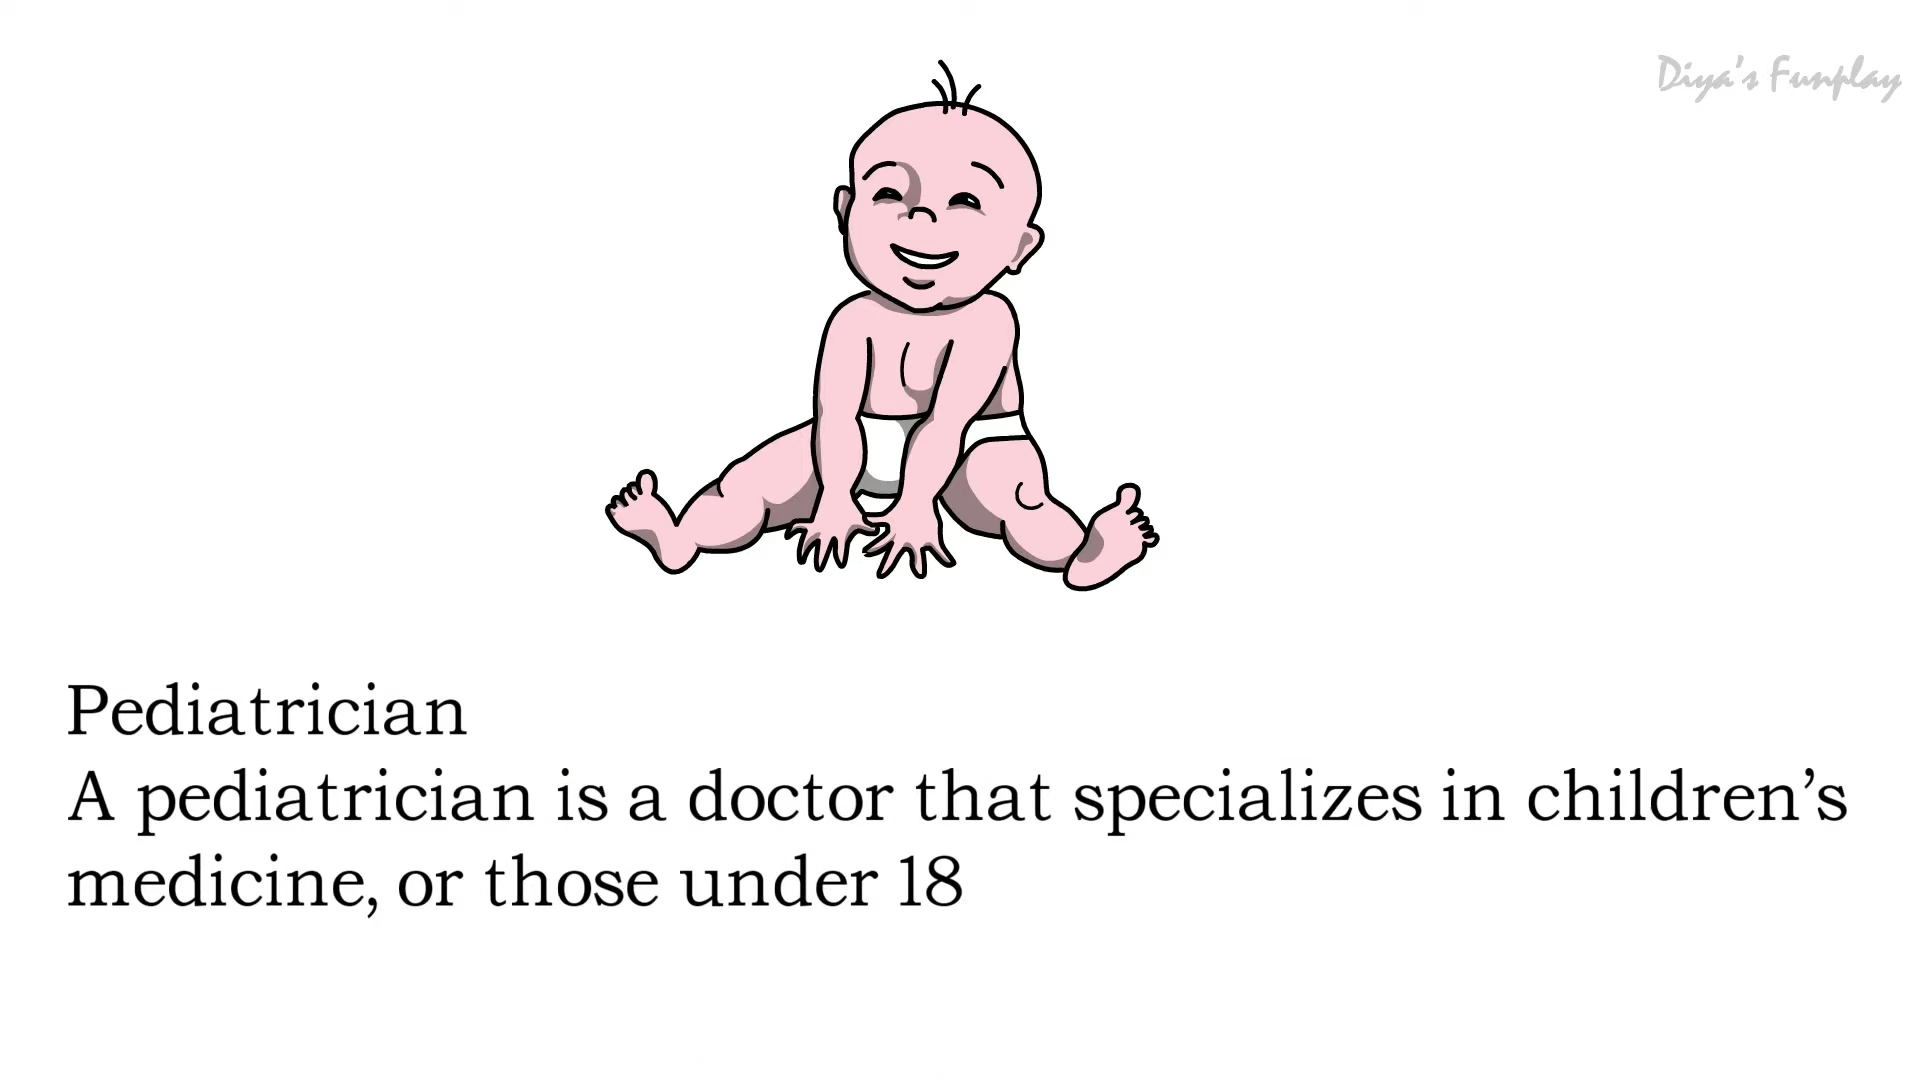 Diya's Funplay
Pediatrician
A pediatrician is a doctor that specializes in children’s
medicine, or those under 18